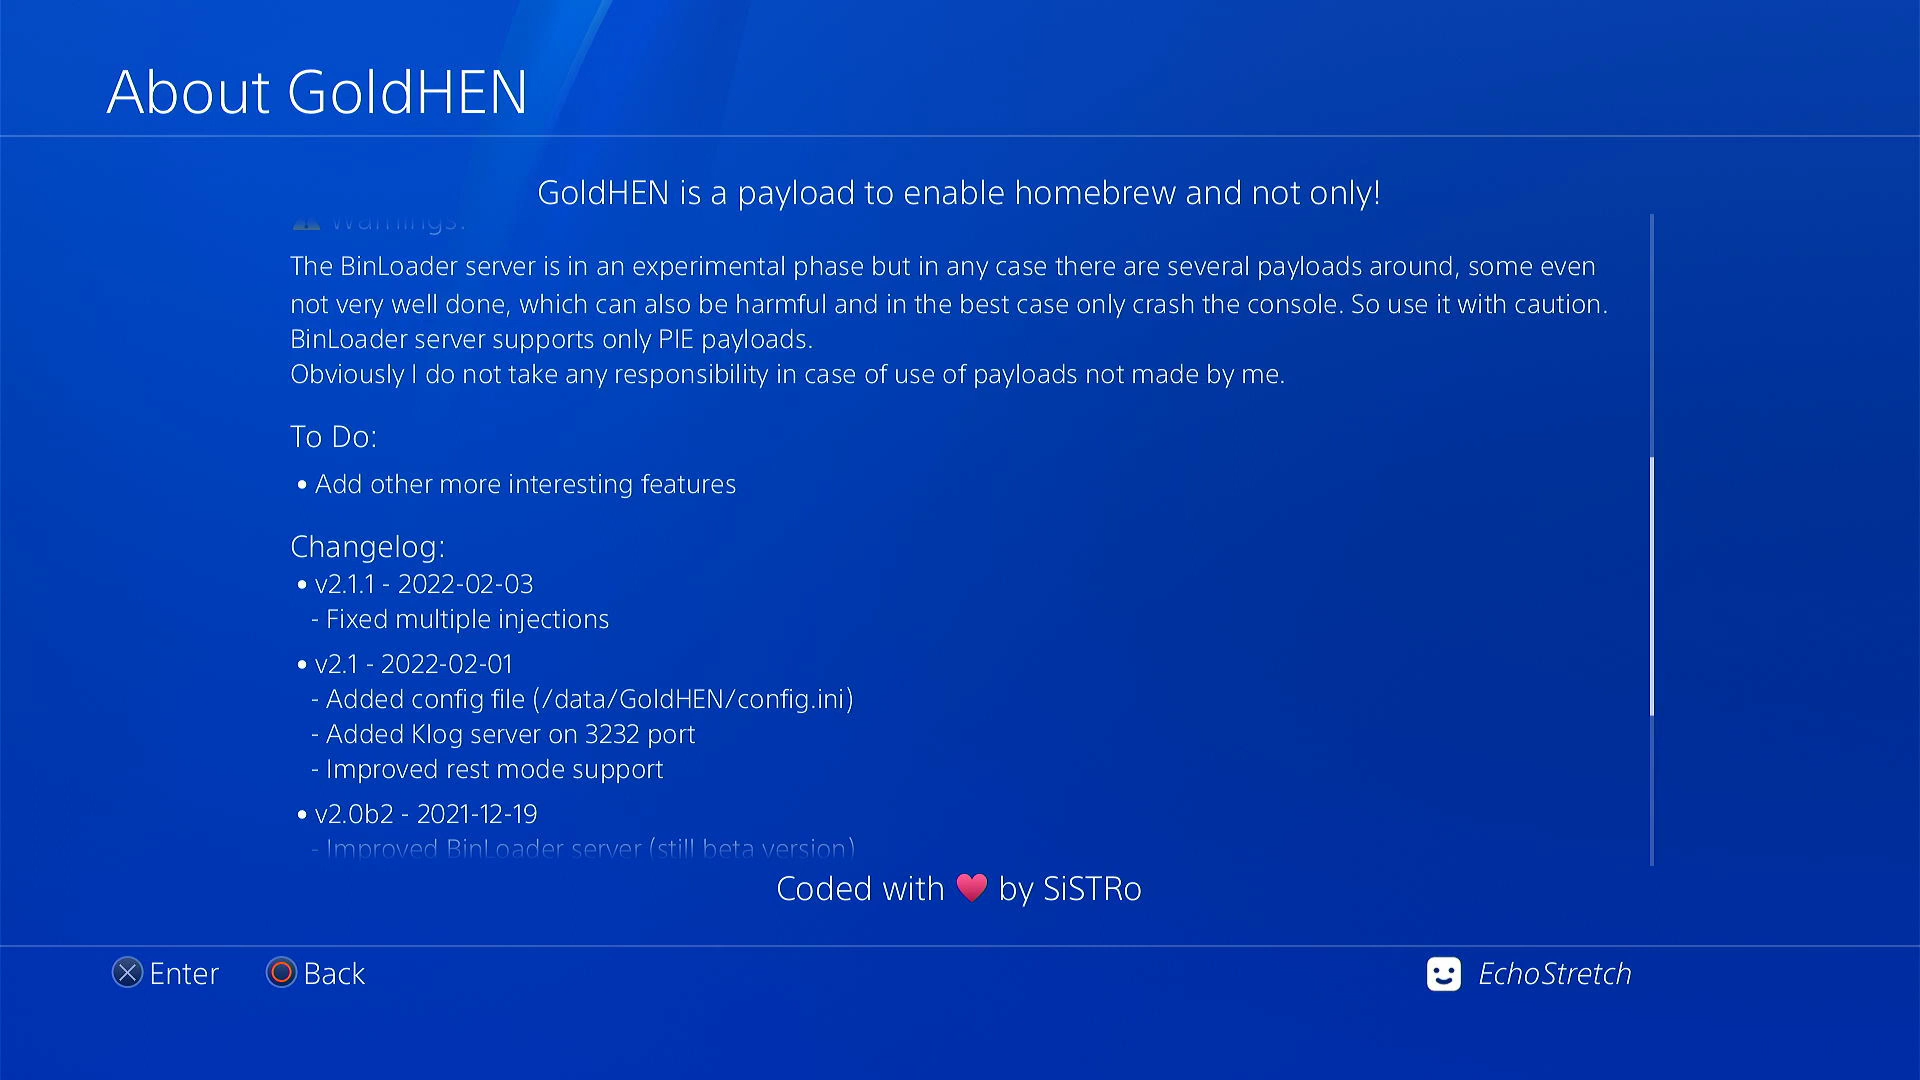 About GoldHEN
GoldHEN is a payload to enable homebrew and not only!
Warnings:
The BinLoader server is in an experimental phase but in any case there are several payloads around, some even
not very well done, which can also be harmful and in the best case only crash the console. So use it with caution.
BinLoader server supports only PIE payloads.
Obviously I do not take any responsibility in case of use of payloads not made by me.
To Do:
• Add other more interesting features
Changelog:
• v2.1.1 - 2022-02-03
- Fixed multiple injections
• v2.1 - 2022-02-01
- Added config file (/data/GoldHEN/config.ini)
- Added Klog server on 3232 port
- Improved rest mode support
• v2.0b2 - 2021-12-19
- Improved BinLoader server (still beta version)
Coded with ♥ by SiSTRo
Enter Back EchoStretch